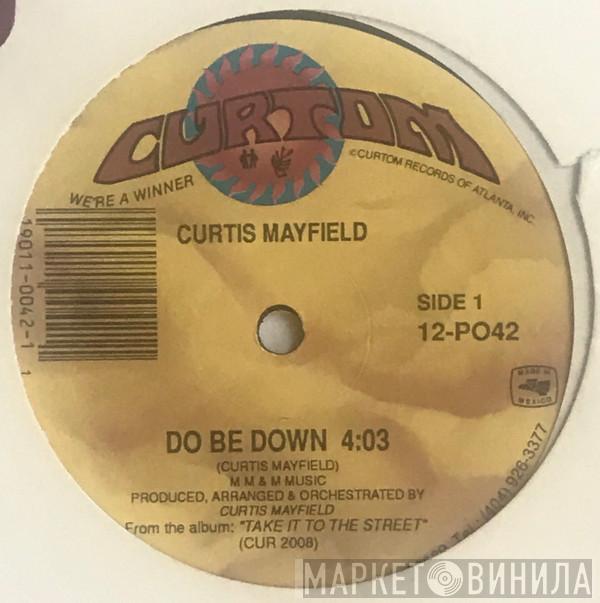 CURTOM
WE'RE A WINNER
©CURTOM RECORDS OF ATLANTA, INC.
19011-0042-1 1
CURTIS MAYFIELD
SIDE 1
12-PO42
MADE IN
MEXICO
DO BE DOWN 4:03
(CURTIS MAYFIELD)
M M & M MUSIC
PRODUCED, ARRANGED & ORCHESTRATED BY
CURTIS MAYFIELD
From the album: "TAKE IT TO THE STREET"
(CUR 2008)
Tel.: (404) 926-3377
МАРКЕТ ВИНИЛА